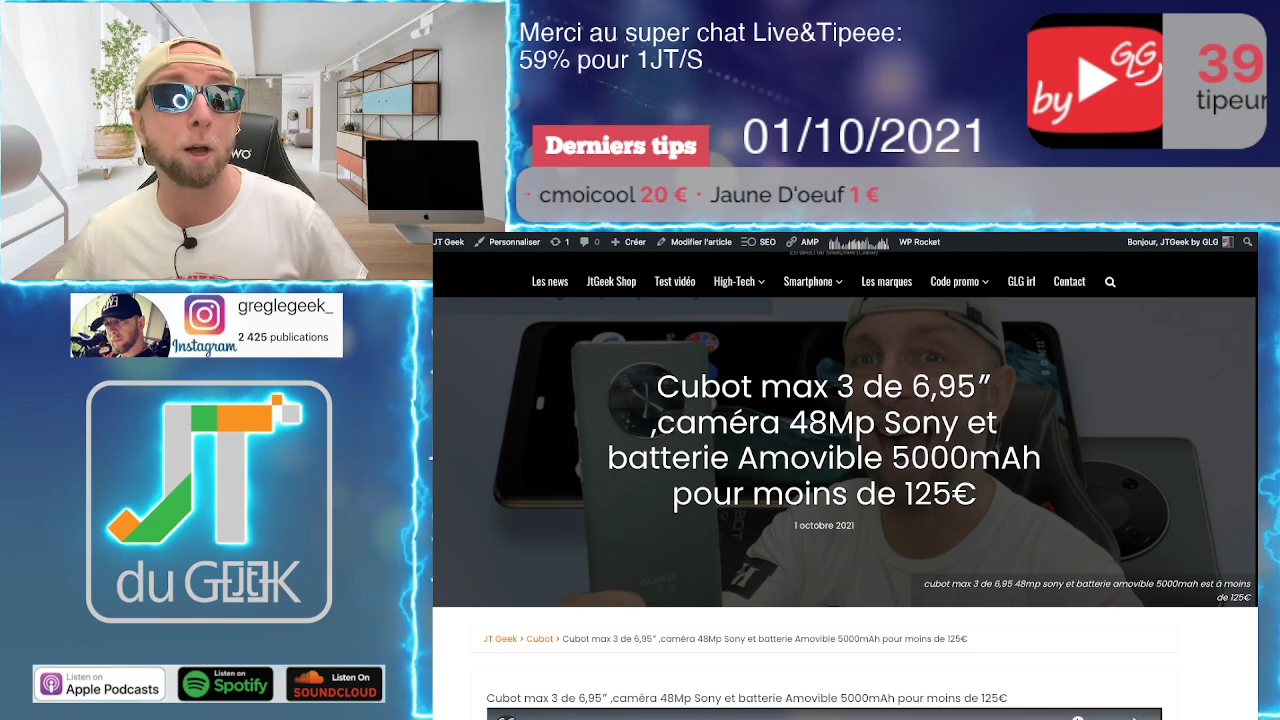 Merci au super chat Live&Tipeee:
59% pour 1JT/S
by GLG
39
tipeur
Derniers tips
01/10/2021
cmoicool 20 € · Jaune D'oeuf 1 €
JT Geek Personnaliser 1 0 Créer Modifier l'article SEO AMP WP Rocket Bonjour, JTGeek by GLG
Les news JtGeek Shop Test vidéo High-Tech Smartphone Les marques Code promo GLG irl Contact
greglegeek_
Instagram
2 425 publications
Cubot max 3 de 6,95″
,caméra 48Mp Sony et
batterie Amovible 5000mAh
pour moins de 125€
1 octobre 2021
cubot max 3 de 6,95 48mp sony et batterie amovible 5000mah est à moins
de 125€
JT
du GEEK
JT Geek > Cubot > Cubot max 3 de 6,95″ ,caméra 48Mp Sony et batterie Amovible 5000mAh pour moins de 125€
Listen on
Apple Podcasts
Listen on
Spotify
Listen On
SOUNDCLOUD
Cubot max 3 de 6,95″ ,caméra 48Mp Sony et batterie Amovible 5000mAh pour moins de 125€